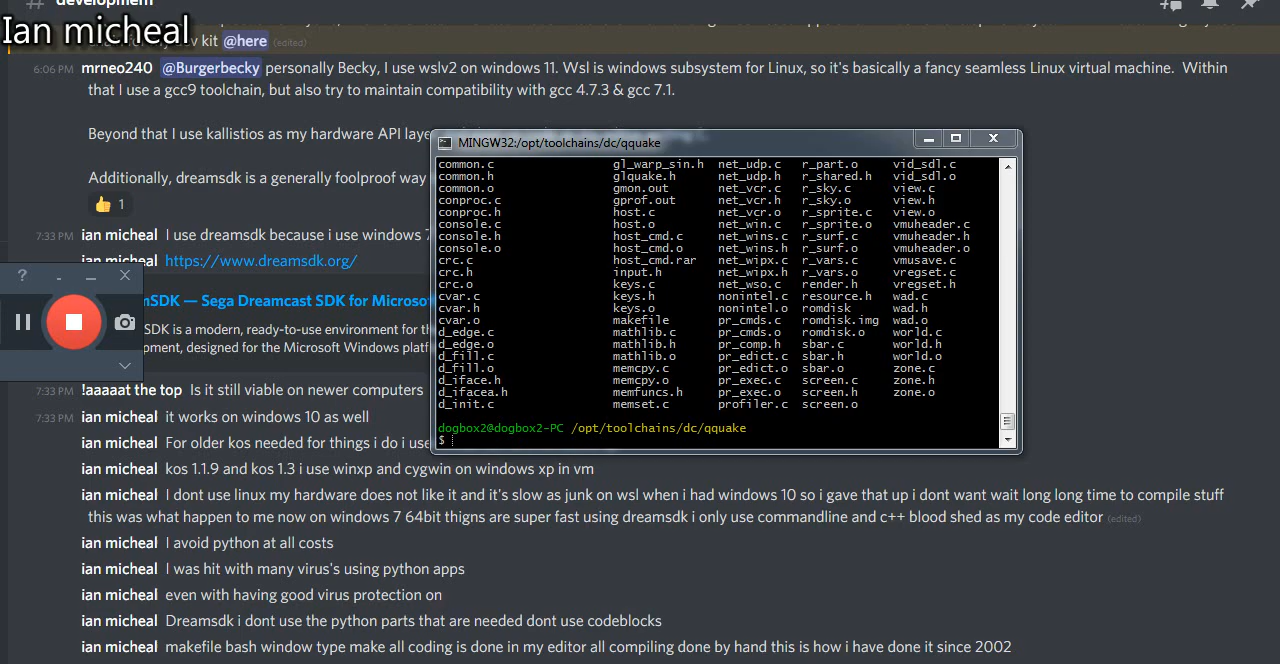 development
Ian micheal
dev kit @here (edited)
6:06 PM mrneo240 @Burgerbecky personally Becky, I use wslv2 on windows 11. Wsl is windows subsystem for Linux, so it's basically a fancy seamless Linux virtual machine. Within
that I use a gcc9 toolchain, but also try to maintain compatibility with gcc 4.7.3 & gcc 7.1.
Beyond that I use kallistios as my hardware API
Additionally, dreamsdk is a generally foolproof way
👍 1
7:33 PM ian micheal I use dreamsdk because i use windows 7
ian micheal https://www.dreamsdk.org/
mSDK — Sega Dreamcast SDK for
SDK is a modern, ready-to-use environment for
pment, designed for the Microsoft Windows
7:33 PM !aaaaat the top Is it still viable on newer computers
7:33 PM ian micheal it works on windows 10 as well
ian micheal For older kos needed for things i do i use
ian micheal kos 1.1.9 and kos 1.3 i use winxp and cygwin on windows xp in vm
ian micheal I dont use linux my hardware does not like it and it's slow as junk on wsl when i had windows 10 so i gave that up i dont want wait long long time to compile stuff
this was what happen to me now on windows 7 64bit thigns are super fast using dreamsdk i only use commandline and c++ blood shed as my code editor (edited)
ian micheal I avoid python at all costs
ian micheal I was hit with many virus's using python apps
ian micheal even with having good virus protection on
ian micheal Dreamsdk i dont use the python parts that are needed dont use codeblocks
ian micheal makefile bash window type make all coding is done in my editor all compiling done by hand this is how i have done it since 2002
MINGW32:/opt/toolchains/dc/qquake
common.c gl_warp_sin.h net_udp.c r_part.o vid_sdl.c
common.h glquake.h net_udp.h r_shared.h vid_sdl.o
common.o gmon.out net_vcr.c r_sky.c view.c
conproc.c gprof.out net_vcr.h r_sky.o view.h
conproc.h host.c net_vcr.o r_sprite.c view.o
console.c host.o net_win.c r_sprite.o vmuheader.c
console.h host_cmd.c net_wins.c r_surf.c vmuheader.h
console.o host_cmd.o net_wins.h r_surf.o vmuheader.o
crc.c host_cmd.rar net_wipx.c r_vars.c vmusave.c
crc.h input.h net_wipx.h r_vars.o vregset.c
crc.o keys.c net_wso.c render.h vregset.h
cvar.c keys.h nonintel.c resource.h wad.c
cvar.h keys.o nonintel.o romdisk wad.h
cvar.o makefile pr_cmds.c romdisk.img wad.o
d_edge.c mathlib.c pr_cmds.o romdisk.o world.c
d_edge.o mathlib.h pr_comp.h sbar.c world.h
d_fill.c mathlib.o pr_edict.c sbar.h world.o
d_fill.o memcpy.c pr_edict.o sbar.o zone.c
d_iface.h memcpy.o pr_exec.c screen.c zone.h
d_ifacea.h memfuncs.h pr_exec.o screen.h zone.o
d_init.c memset.c profiler.c screen.o
dogbox2@dogbox2-PC /opt/toolchains/dc/qquake
$